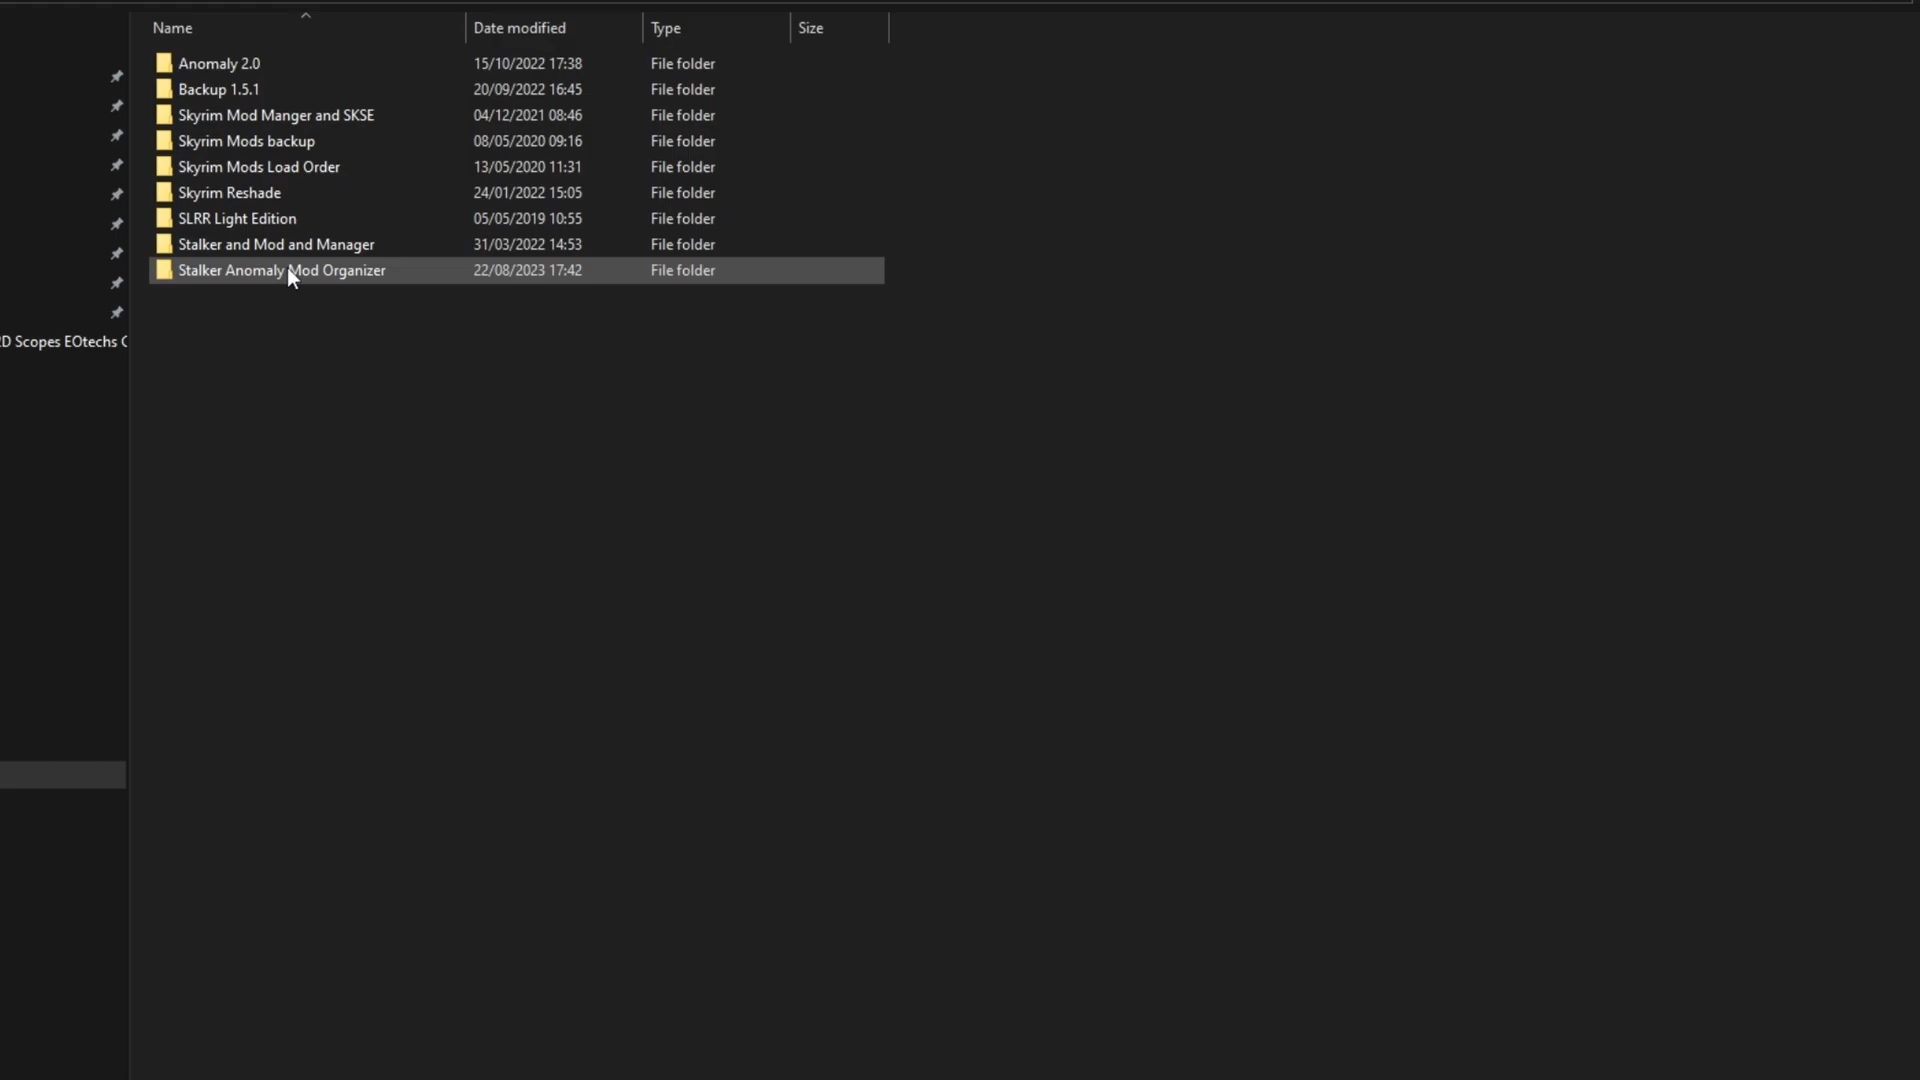 Name Date modified Type Size
Anomaly 2.0 15/10/2022 17:38 File folder
Backup 1.5.1 20/09/2022 16:45 File folder
Skyrim Mod Manger and SKSE 04/12/2021 08:46 File folder
Skyrim Mods backup 08/05/2020 09:16 File folder
Skyrim Mods Load Order 13/05/2020 11:31 File folder
Skyrim Reshade 24/01/2022 15:05 File folder
SLRR Light Edition 05/05/2019 10:55 File folder
Stalker and Mod and Manager 31/03/2022 14:53 File folder
Stalker Anomaly Mod Organizer 22/08/2023 17:42 File folder
D Scopes EOtechs